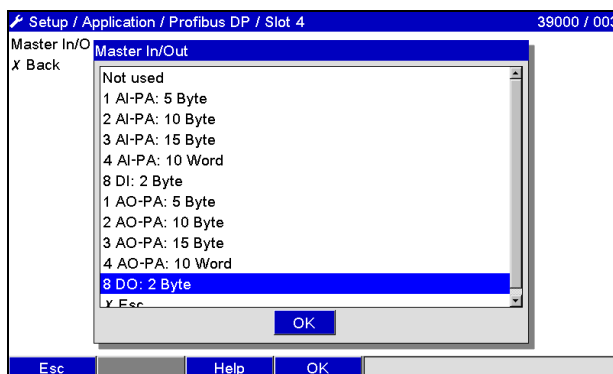 Setup / Application / Profibus DP / Slot 4 39000 / 003
Master In/O
X Back
Master In/Out
Not used
1 AI-PA: 5 Byte
2 AI-PA: 10 Byte
3 AI-PA: 15 Byte
4 AI-PA: 10 Word
8 DI: 2 Byte
1 AO-PA: 5 Byte
2 AO-PA: 10 Byte
3 AO-PA: 15 Byte
4 AO-PA: 10 Word
8 DO: 2 Byte
X Esc
OK
Esc Help OK